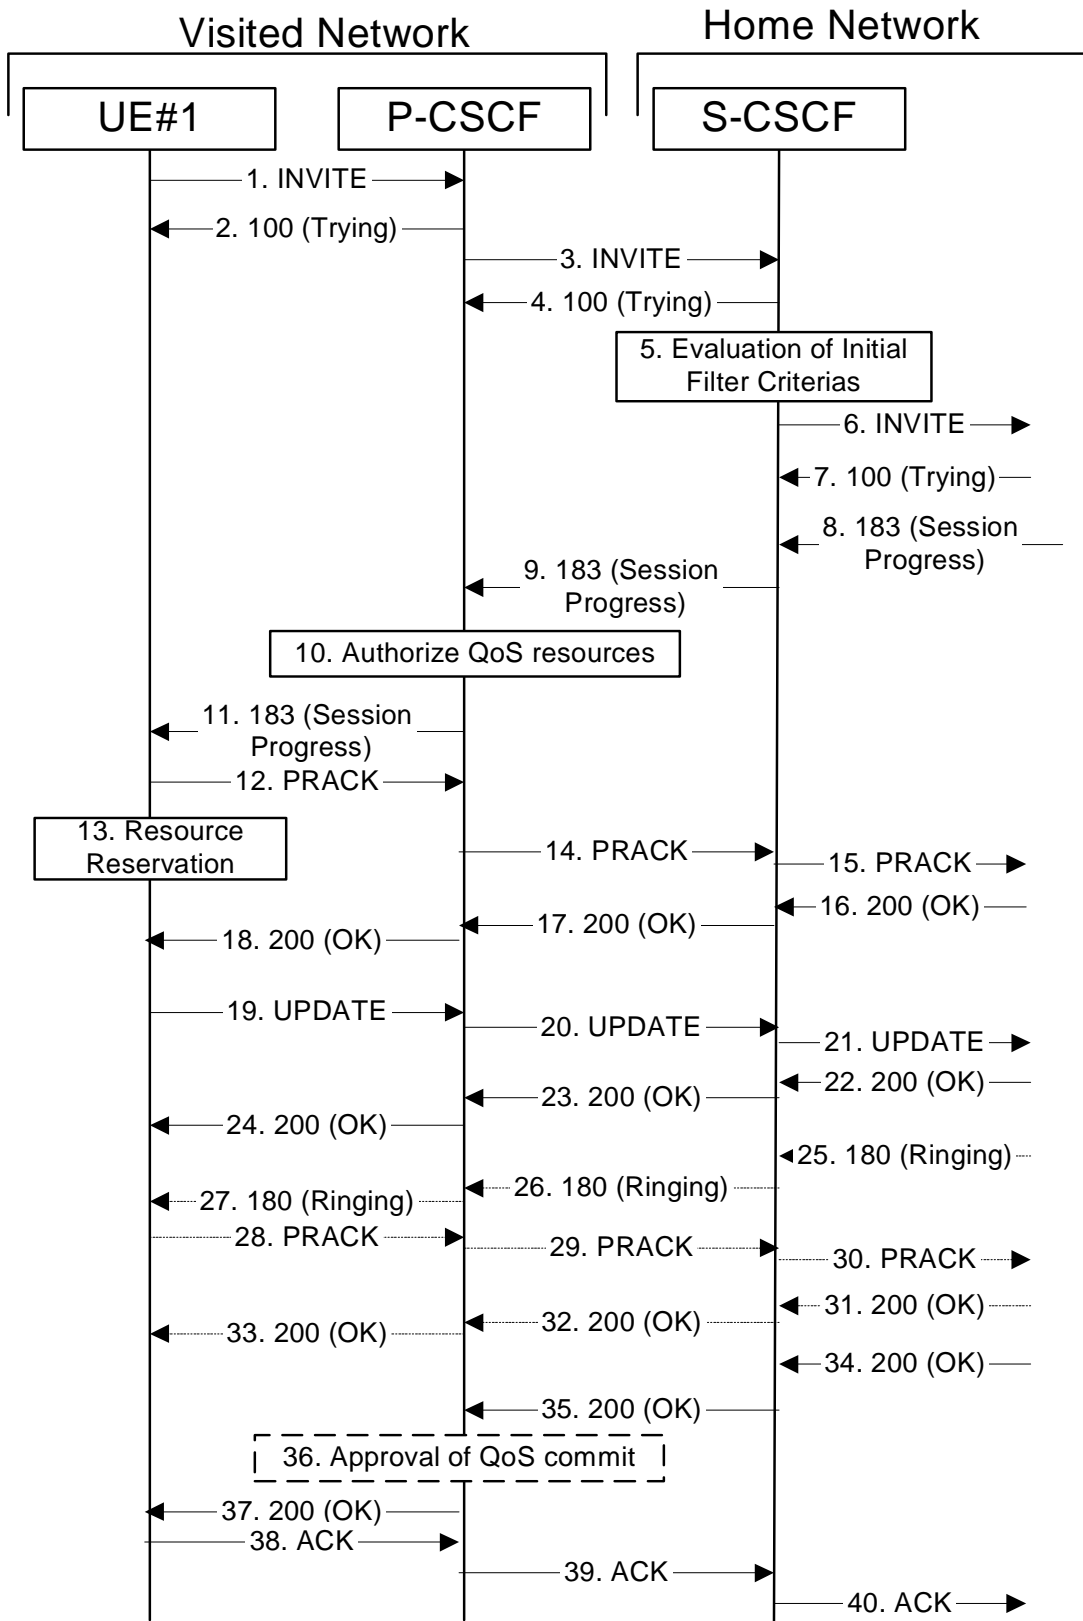 Visited Network
Home Network
UE#1
P-CSCF
S-CSCF
1. INVITE
2. 100 (Trying)
3. INVITE
4. 100 (Trying)
5. Evaluation of Initial
Filter Criterias
6. INVITE
7. 100 (Trying)
8. 183 (Session
Progress)
9. 183 (Session
Progress)
10. Authorize QoS resources
11. 183 (Session
Progress)
12. PRACK
13. Resource
Reservation
14. PRACK
15. PRACK
16. 200 (OK)
17. 200 (OK)
18. 200 (OK)
19. UPDATE
20. UPDATE
21. UPDATE
22. 200 (OK)
23. 200 (OK)
24. 200 (OK)
25. 180 (Ringing)
26. 180 (Ringing)
27. 180 (Ringing)
28. PRACK
29. PRACK
30. PRACK
31. 200 (OK)
32. 200 (OK)
33. 200 (OK)
34. 200 (OK)
35. 200 (OK)
36. Approval of QoS commit
37. 200 (OK)
38. ACK
39. ACK
40. ACK